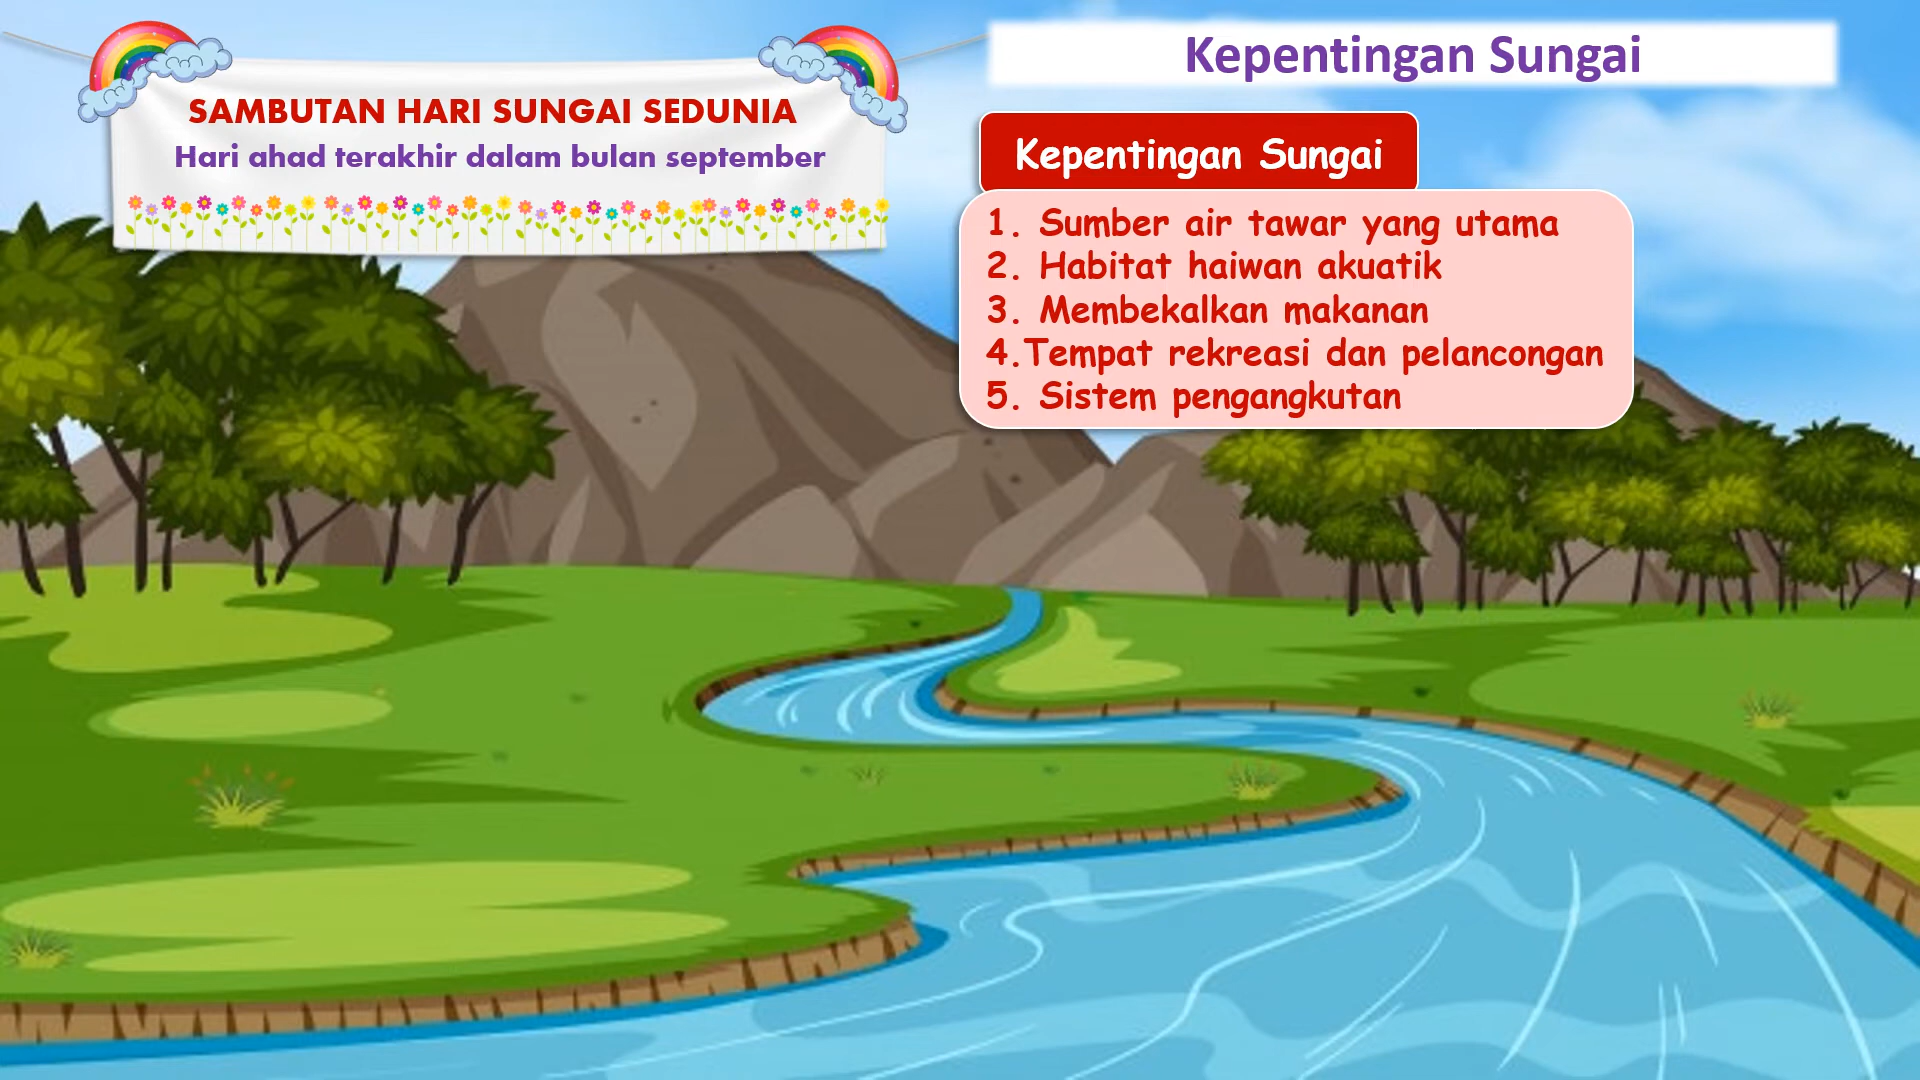 SAMBUTAN HARI SUNGAI SEDUNIA
Hari ahad terakhir dalam bulan september
Kepentingan Sungai
Kepentingan Sungai
1. Sumber air tawar yang utama
2. Habitat haiwan akuatik
3. Membekalkan makanan
4.Tempat rekreasi dan pelancongan
5. Sistem pengangkutan